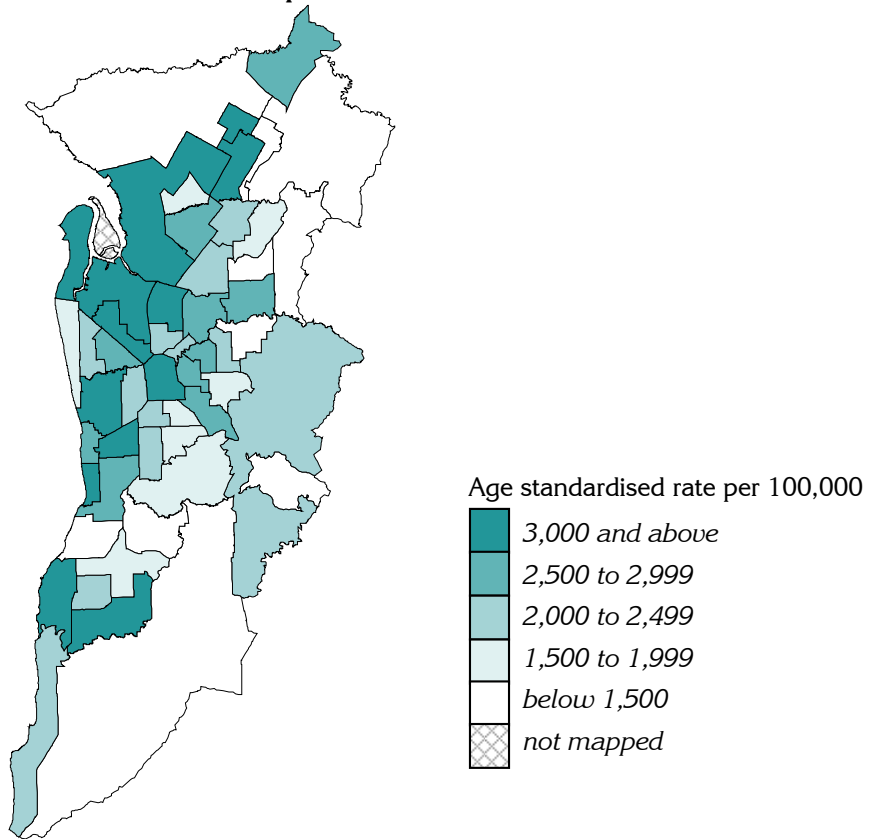 Age standardised rate per 100,000
3,000 and above
2,500 to 2,999
2,000 to 2,499
1,500 to 1,999
below 1,500
not mapped